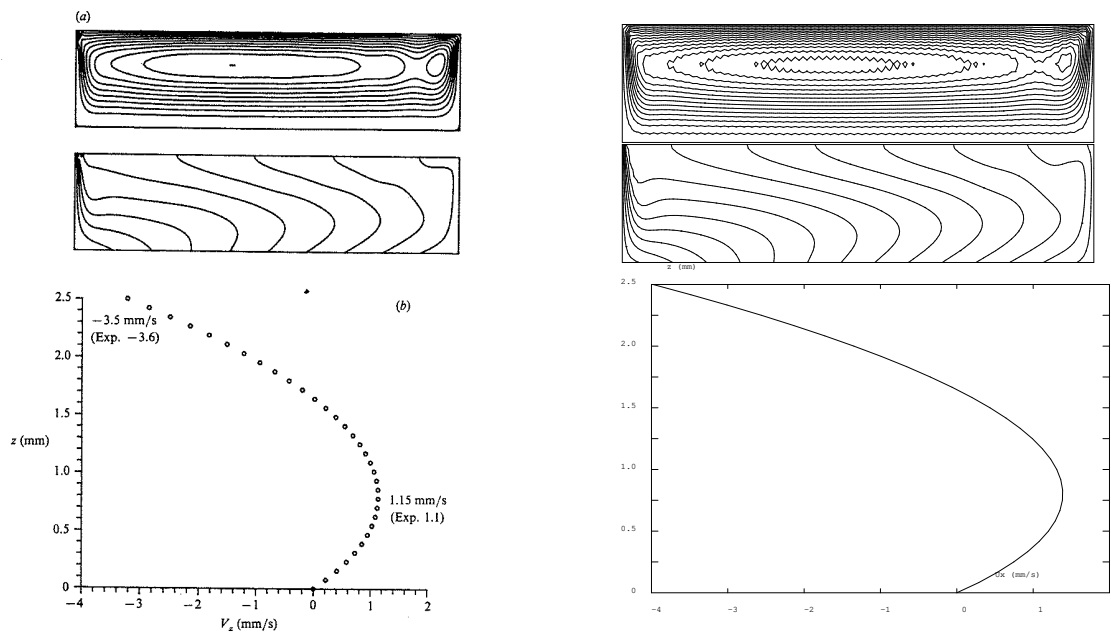 (a)
z (mm)
(b)
2.5
−3.5 mm/s
(Exp. −3.6)
2.0
1.5
z (mm)
1.0
1.15 mm/s
(Exp. 1.1)
0.5
0
−4
−3
−2
−1
0
1
2
Vx (mm/s)
2.5
2.0
1.5
1.0
0.5
0
Ux (mm/s)
-4
-3
-2
-1
0
1